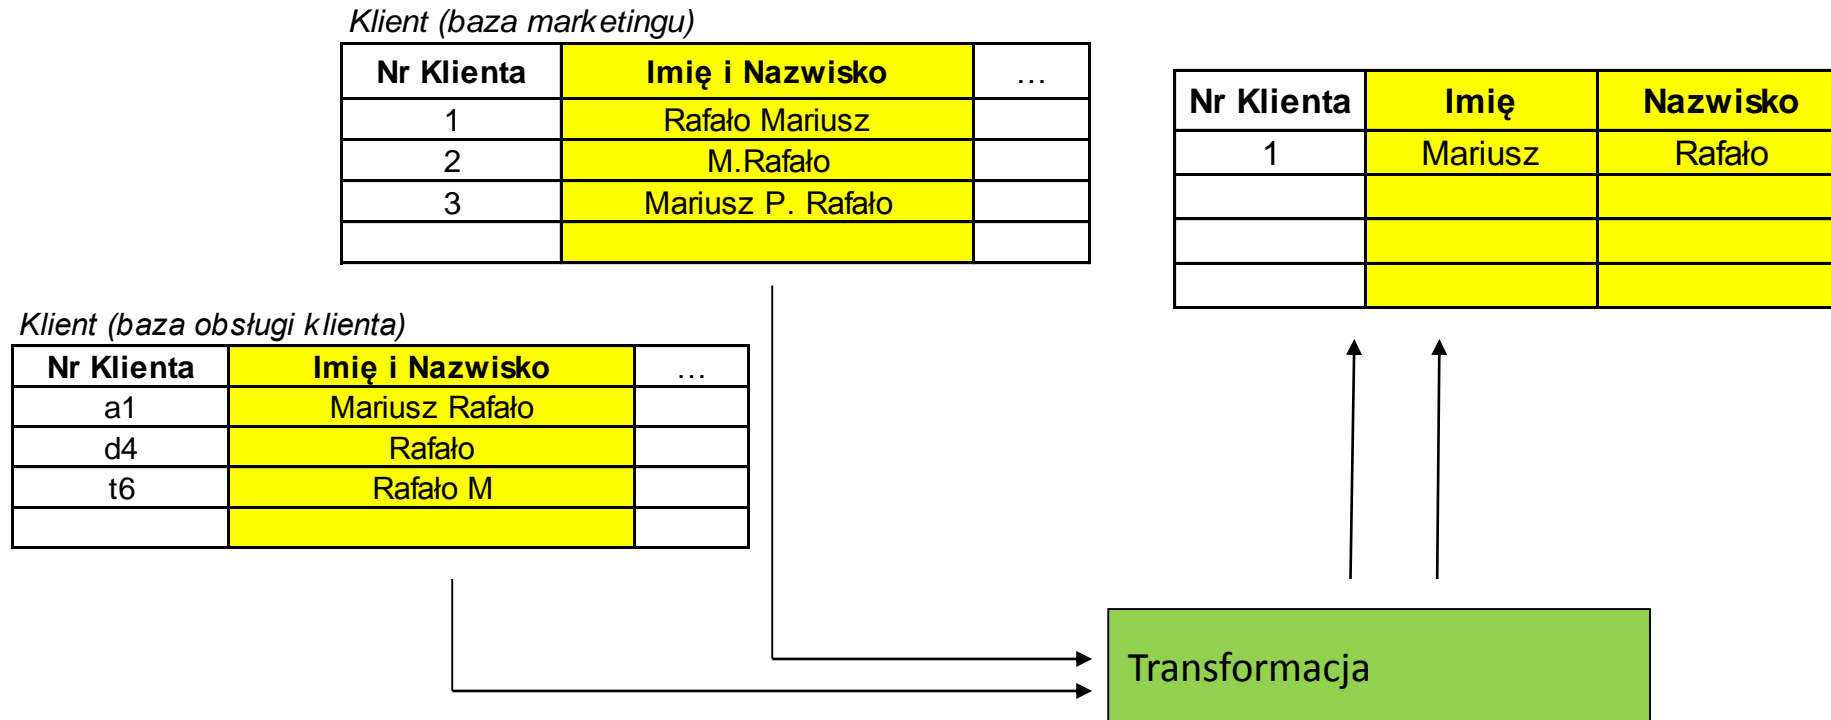 Klient (baza marketingu)
Nr Klienta Imię i Nazwisko ...
1 Rafało Mariusz
2 M.Rafało
3 Mariusz P. Rafało
Nr Klienta Imię Nazwisko
1 Mariusz Rafało
Klient (baza obsługi klienta)
Nr Klienta Imię i Nazwisko ...
a1 Mariusz Rafało
d4 Rafało
t6 Rafało M
Transformacja